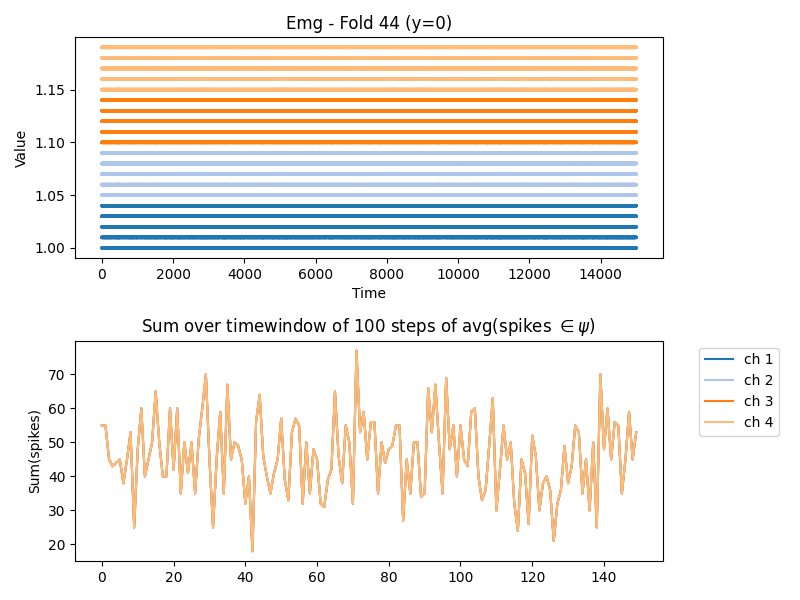 Emg - Fold 44 (y=0)
Value
1.15
1.10
1.05
1.00
0 2000 4000 6000 8000 10000 12000 14000
Time
Sum over timewindow of 100 steps of avg(spikes ∈ ψ)
Sum(spikes)
70
60
50
40
30
20
0 20 40 60 80 100 120 140
ch 1
ch 2
ch 3
ch 4